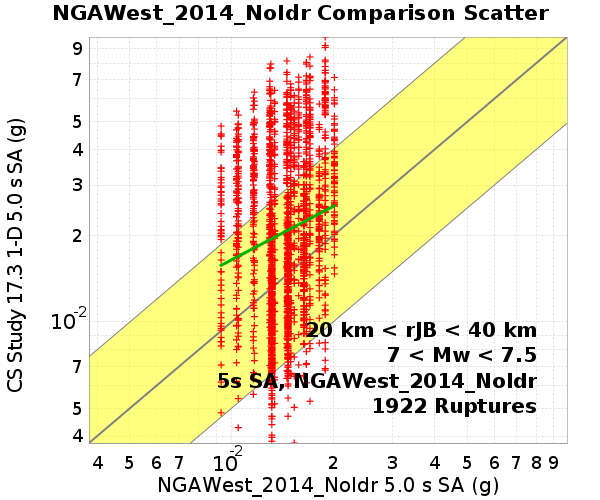 NGAWest_2014_NoIdr Comparison Scatter
9
7
5
4
3
2
10-2
7
5
4
CS Study 17.3 1-D 5.0 s SA (g)
20 km < rJB < 40 km
7 < Mw < 7.5
5s SA, NGAWest_2014_NoIdr
1922 Ruptures
4 5 6 7 10-2 2 3 4 5 6 7 8 9
NGAWest_2014_NoIdr 5.0 s SA (g)